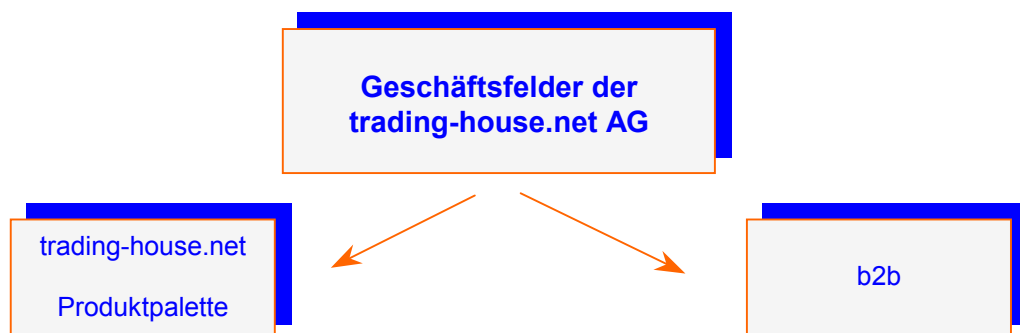 Geschäftsfelder der
trading-house.net AG
trading-house.net
Produktpalette
b2b